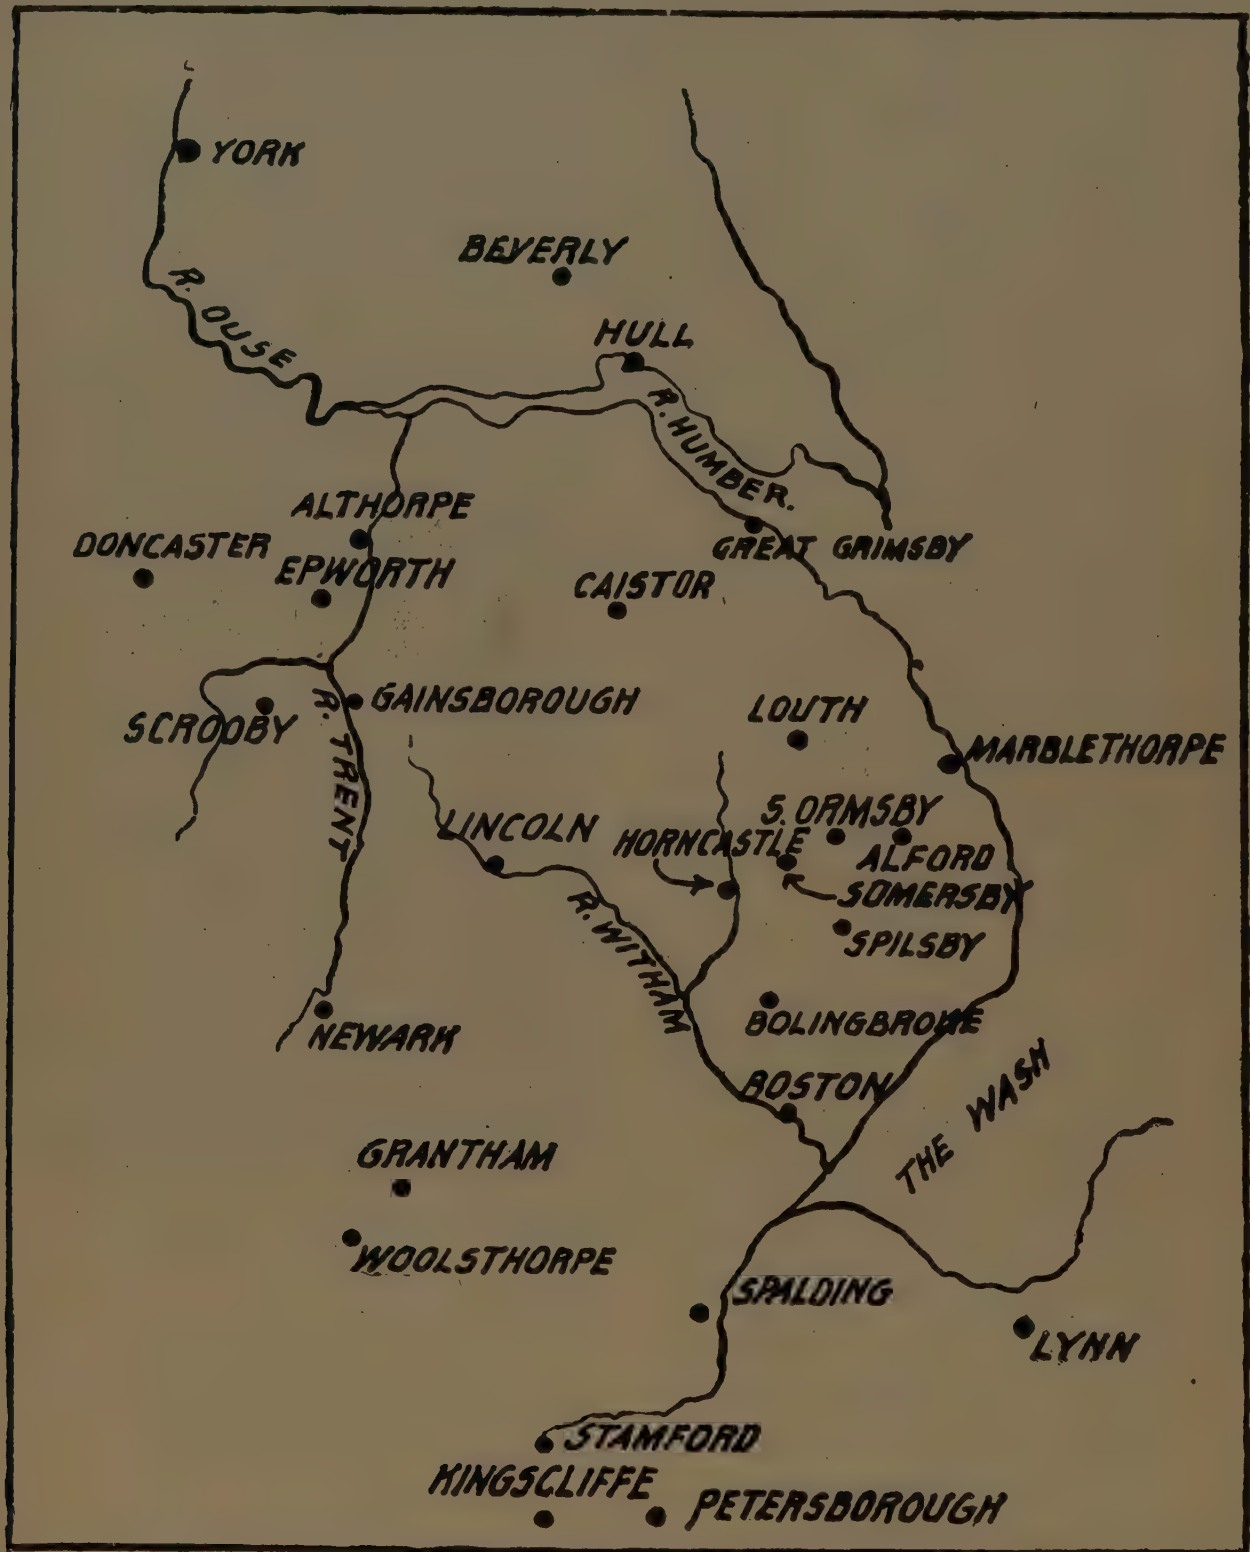 YORK
BEVERLY
R. OUSE
HULL
R. HUMBER.
ALTHORPE
DONCASTER
EPWORTH
GREAT GRIMSBY
CAISTOR
GAINSBOROUGH
SCROOBY
R. TRENT
LOUTH
MARBLETHORPE
LINCOLN
S. ORMSBY
HORNCASTLE
ALFORD
SOMERSBY
R. WITHAM
SPILSBY
BOLINGBROKE
NEWARK
BOSTON
THE WASH
GRANTHAM
WOOLSTHORPE
SPALDING
LYNN
STAMFORD
KINGSCLIFFE
PETERSBOROUGH